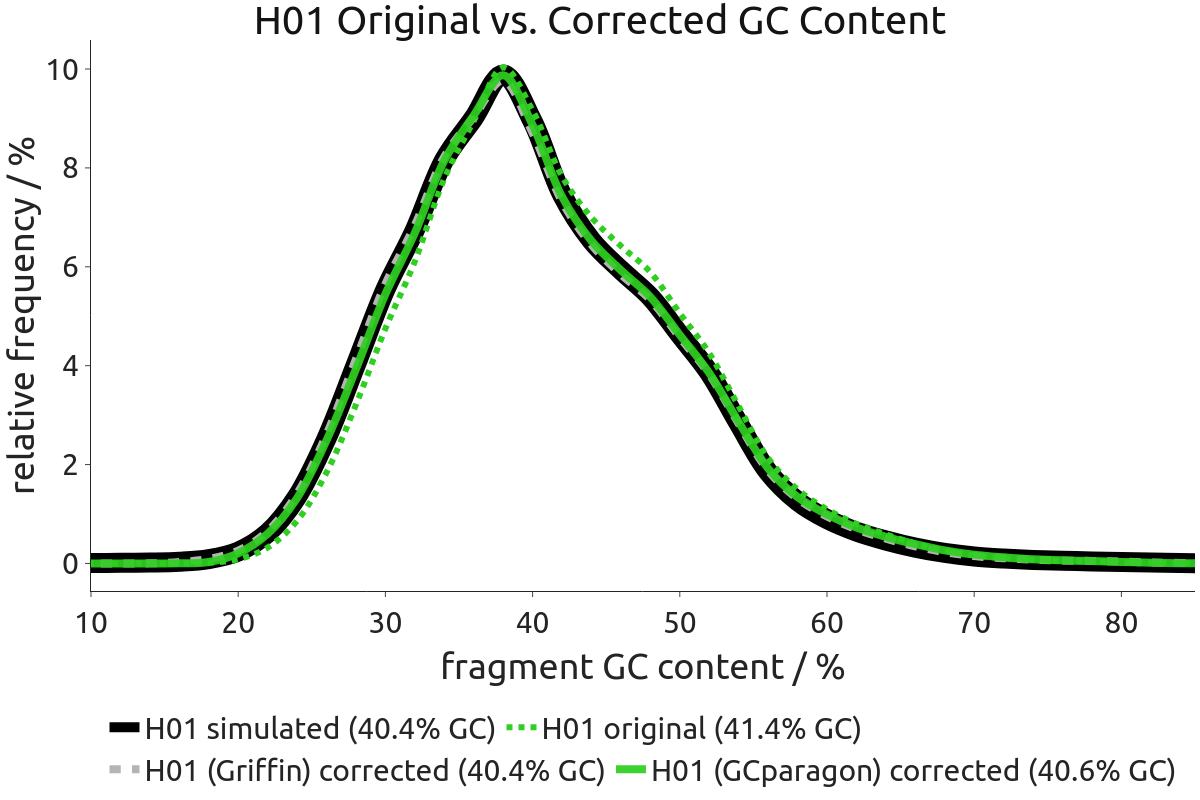 H01 Original vs. Corrected GC Content
10
8
6
4
2
0
relative frequency / %
10 20 30 40 50 60 70 80
fragment GC content / %
H01 simulated (40.4% GC) H01 original (41.4% GC)
H01 (Griffin) corrected (40.4% GC) H01 (GCparagon) corrected (40.6% GC)